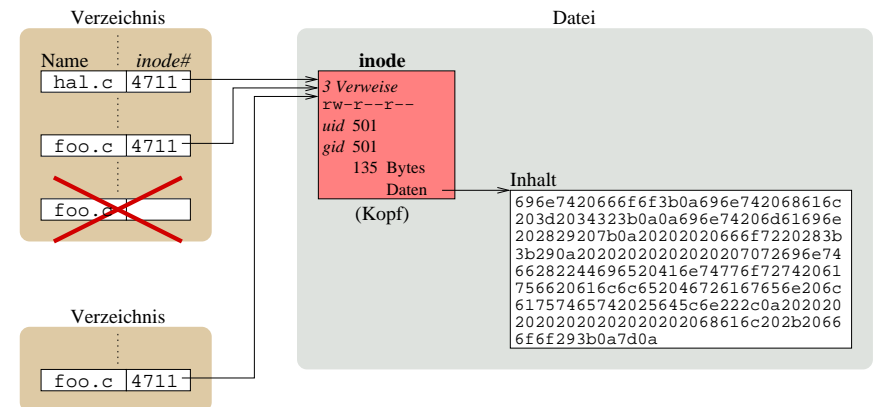 Verzeichnis
Name inode#
hal.c 4711
foo.c 4711
foo.c
Verzeichnis
foo.c 4711
Datei
inode
3 Verweise
rw-r--r--
uid 501
gid 501
135 Bytes
Daten
(Kopf)
Inhalt
696e7420666f6f3b0a696e742068616c
203d2034323b0a0a696e74206d61696e
202829207b0a20202020666f7220283b
3b290a20202020202020207072696e74
66282244696520416e74776f72742061
756620616c6c652046726167656e206c
61757465742025645c6e222c0a202020
20202020202020202068616c202b2066
6f6f293b0a7d0a